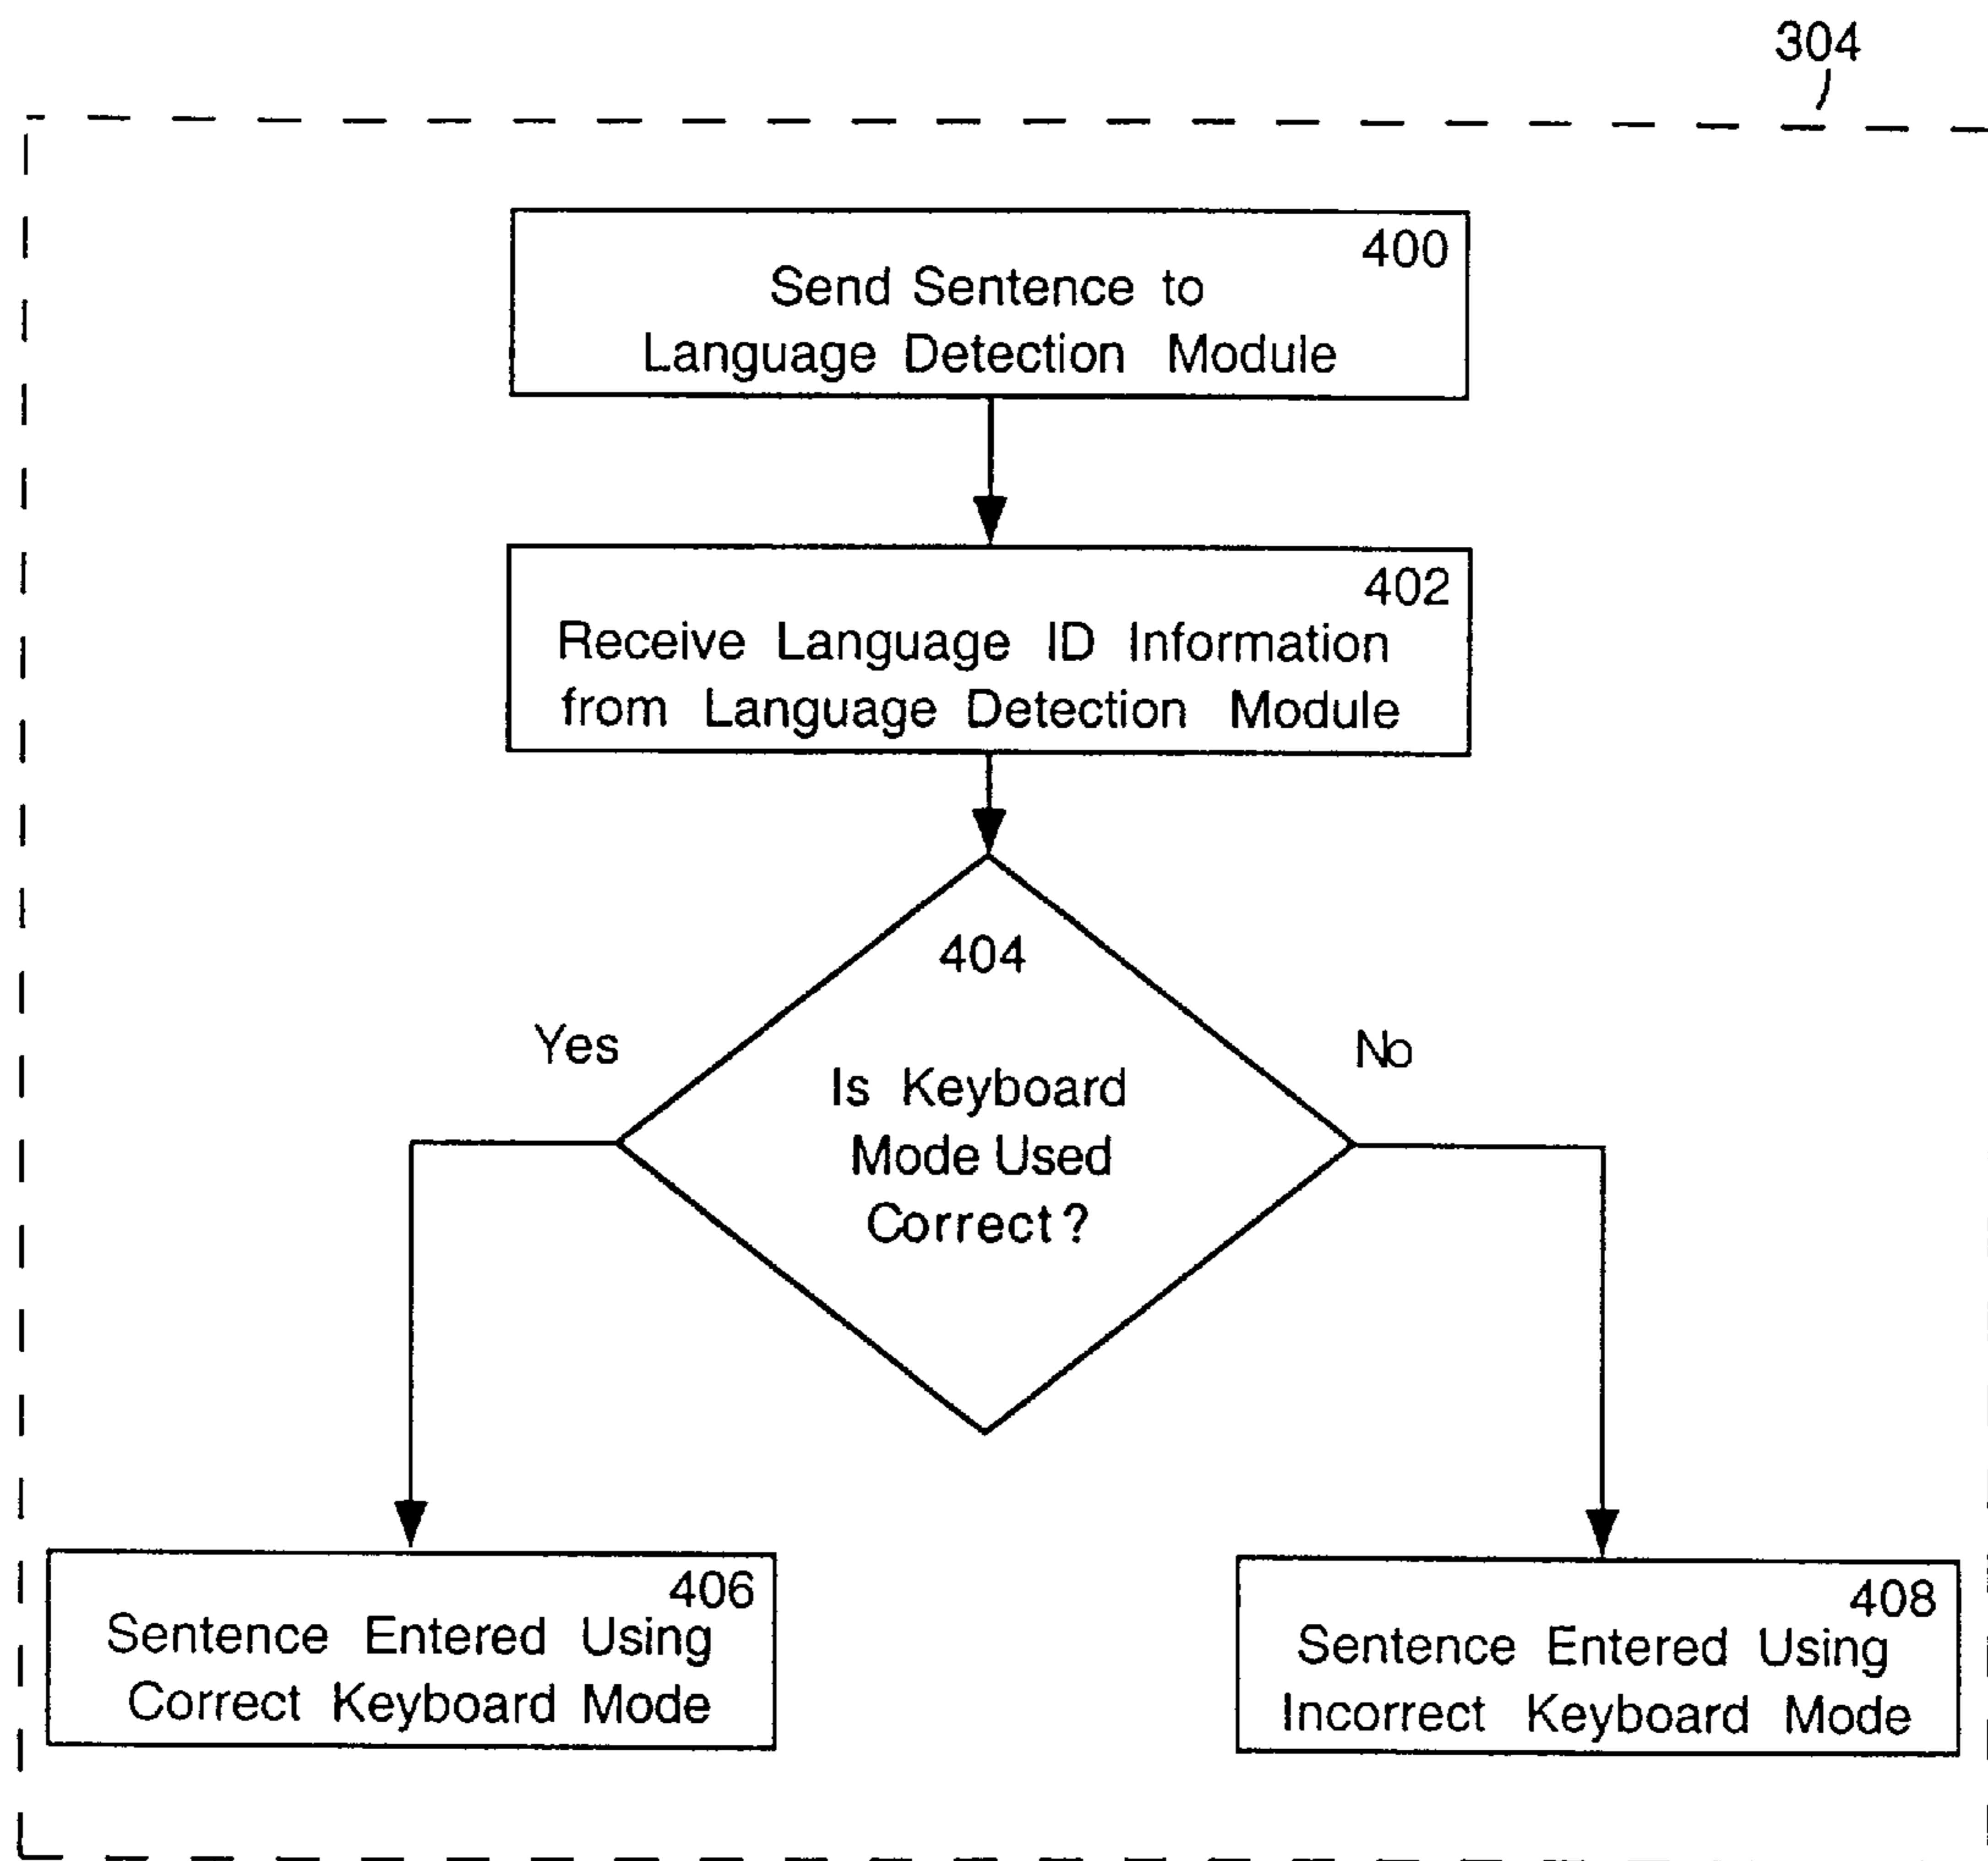 304
400
Send Sentence to
Language Detection Module
402
Receive Language ID Information
from Language Detection Module
404
Yes
No
Is Keyboard
Mode Used
Correct?
406
Sentence Entered Using
Correct Keyboard Mode
408
Sentence Entered Using
Incorrect Keyboard Mode